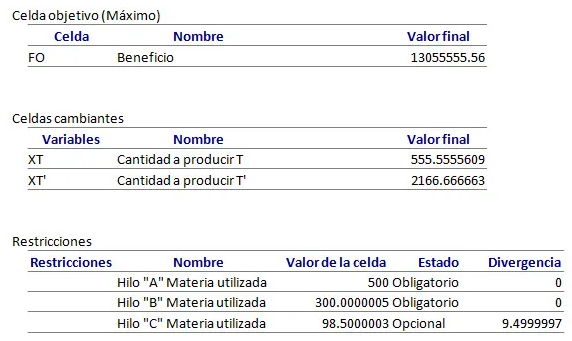 Celda objetivo (Máximo)
Celda Nombre Valor final
FO Beneficio 13055555.56
Celdas cambiantes
Variables Nombre Valor final
XT Cantidad a producir T 555.5555609
XT' Cantidad a producir T' 2166.666663
Restricciones
Restricciones Nombre Valor de la celda Estado Divergencia
Hilo "A" Materia utilizada 500 Obligatorio 0
Hilo "B" Materia utilizada 300.0000005 Obligatorio 0
Hilo "C" Materia utilizada 98.5000003 Opcional 9.4999997